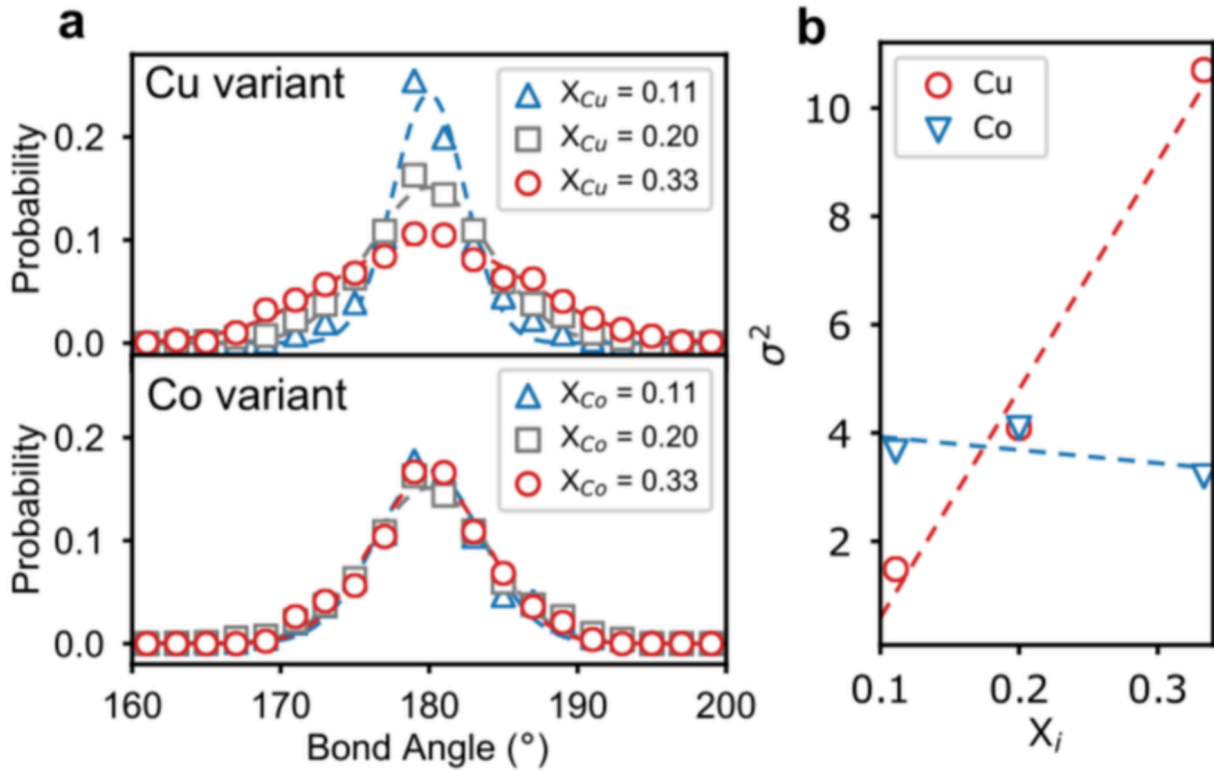 a
Cu variant
X_Cu = 0.11
X_Cu = 0.20
X_Cu = 0.33
Probability
0.2
0.1
0.0
Co variant
X_Co = 0.11
X_Co = 0.20
X_Co = 0.33
Probability
0.2
0.1
0.0
160 170 180 190 200
Bond Angle (°)
b
Cu
Co
σ²
10
8
6
4
2
0.1 0.2 0.3
X_i